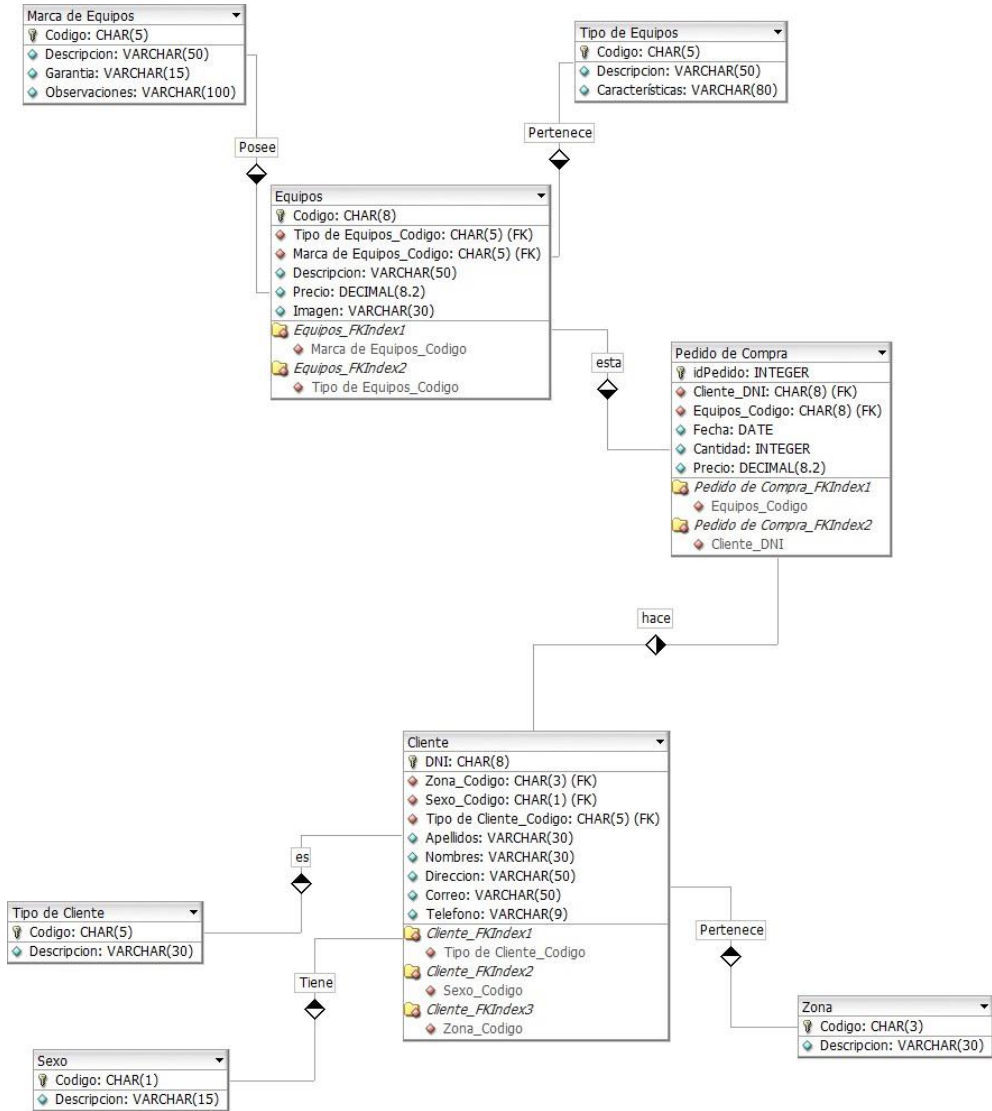 Marca de Equipos
Codigo: CHAR(5)
Descripcion: VARCHAR(50)
Garantia: VARCHAR(15)
Observaciones: VARCHAR(100)
Tipo de Equipos
Codigo: CHAR(5)
Descripcion: VARCHAR(50)
Características: VARCHAR(80)
Posee
Pertenece
Equipos
Codigo: CHAR(8)
Tipo de Equipos_Codigo: CHAR(5) (FK)
Marca de Equipos_Codigo: CHAR(5) (FK)
Descripcion: VARCHAR(50)
Precio: DECIMAL(8.2)
Imagen: VARCHAR(30)
Equipos_FKIndex1
Marca de Equipos_Codigo
Equipos_FKIndex2
Tipo de Equipos_Codigo
esta
Pedido de Compra
idPedido: INTEGER
Cliente_DNI: CHAR(8) (FK)
Equipos_Codigo: CHAR(8) (FK)
Fecha: DATE
Cantidad: INTEGER
Precio: DECIMAL(8.2)
Pedido de Compra_FKIndex1
Equipos_Codigo
Pedido de Compra_FKIndex2
Cliente_DNI
hace
Cliente
DNI: CHAR(8)
Zona_Codigo: CHAR(3) (FK)
Sexo_Codigo: CHAR(1) (FK)
Tipo de Cliente_Codigo: CHAR(5) (FK)
Apellidos: VARCHAR(30)
Nombres: VARCHAR(30)
Direccion: VARCHAR(50)
Correo: VARCHAR(50)
Telefono: VARCHAR(9)
Cliente_FKIndex1
Tipo de Cliente_Codigo
Cliente_FKIndex2
Sexo_Codigo
Cliente_FKIndex3
Zona_Codigo
es
Tipo de Cliente
Codigo: CHAR(5)
Descripcion: VARCHAR(30)
Tiene
Pertenece
Sexo
Codigo: CHAR(1)
Descripcion: VARCHAR(15)
Zona
Codigo: CHAR(3)
Descripcion: VARCHAR(30)